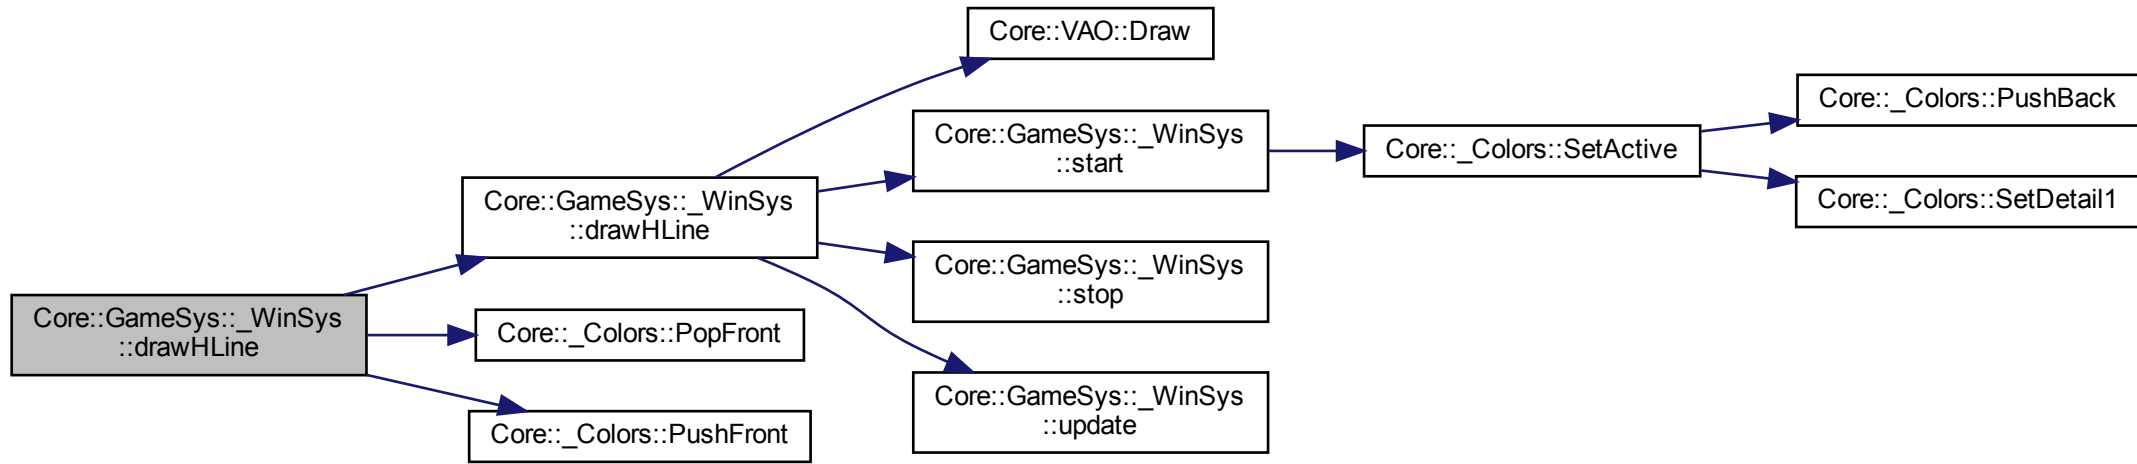 Core::GameSys::_WinSys
::drawHLine
Core::GameSys::_WinSys
::drawHLine
Core::_Colors::PopFront
Core::_Colors::PushFront
Core::VAO::Draw
Core::GameSys::_WinSys
::start
Core::GameSys::_WinSys
::stop
Core::GameSys::_WinSys
::update
Core::_Colors::SetActive
Core::_Colors::PushBack
Core::_Colors::SetDetail1